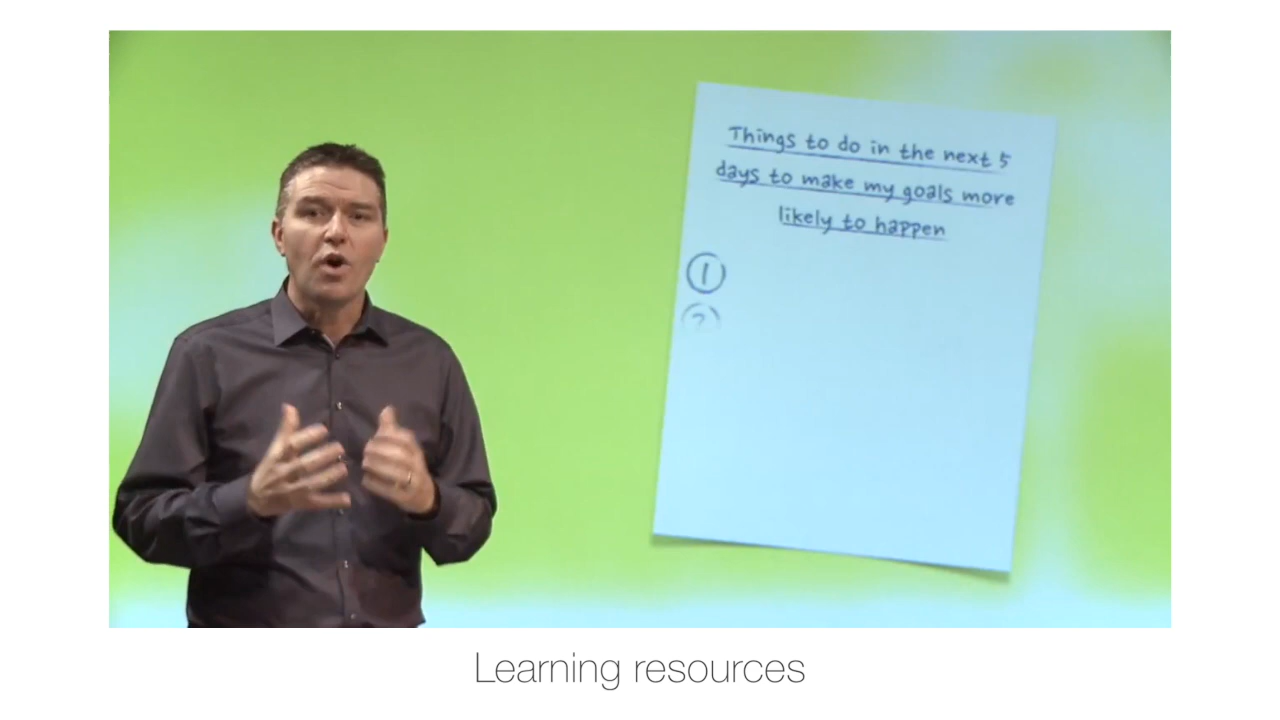 Things to do in the next 5
days to make my goals more
likely to happen
1
2
Learning resources